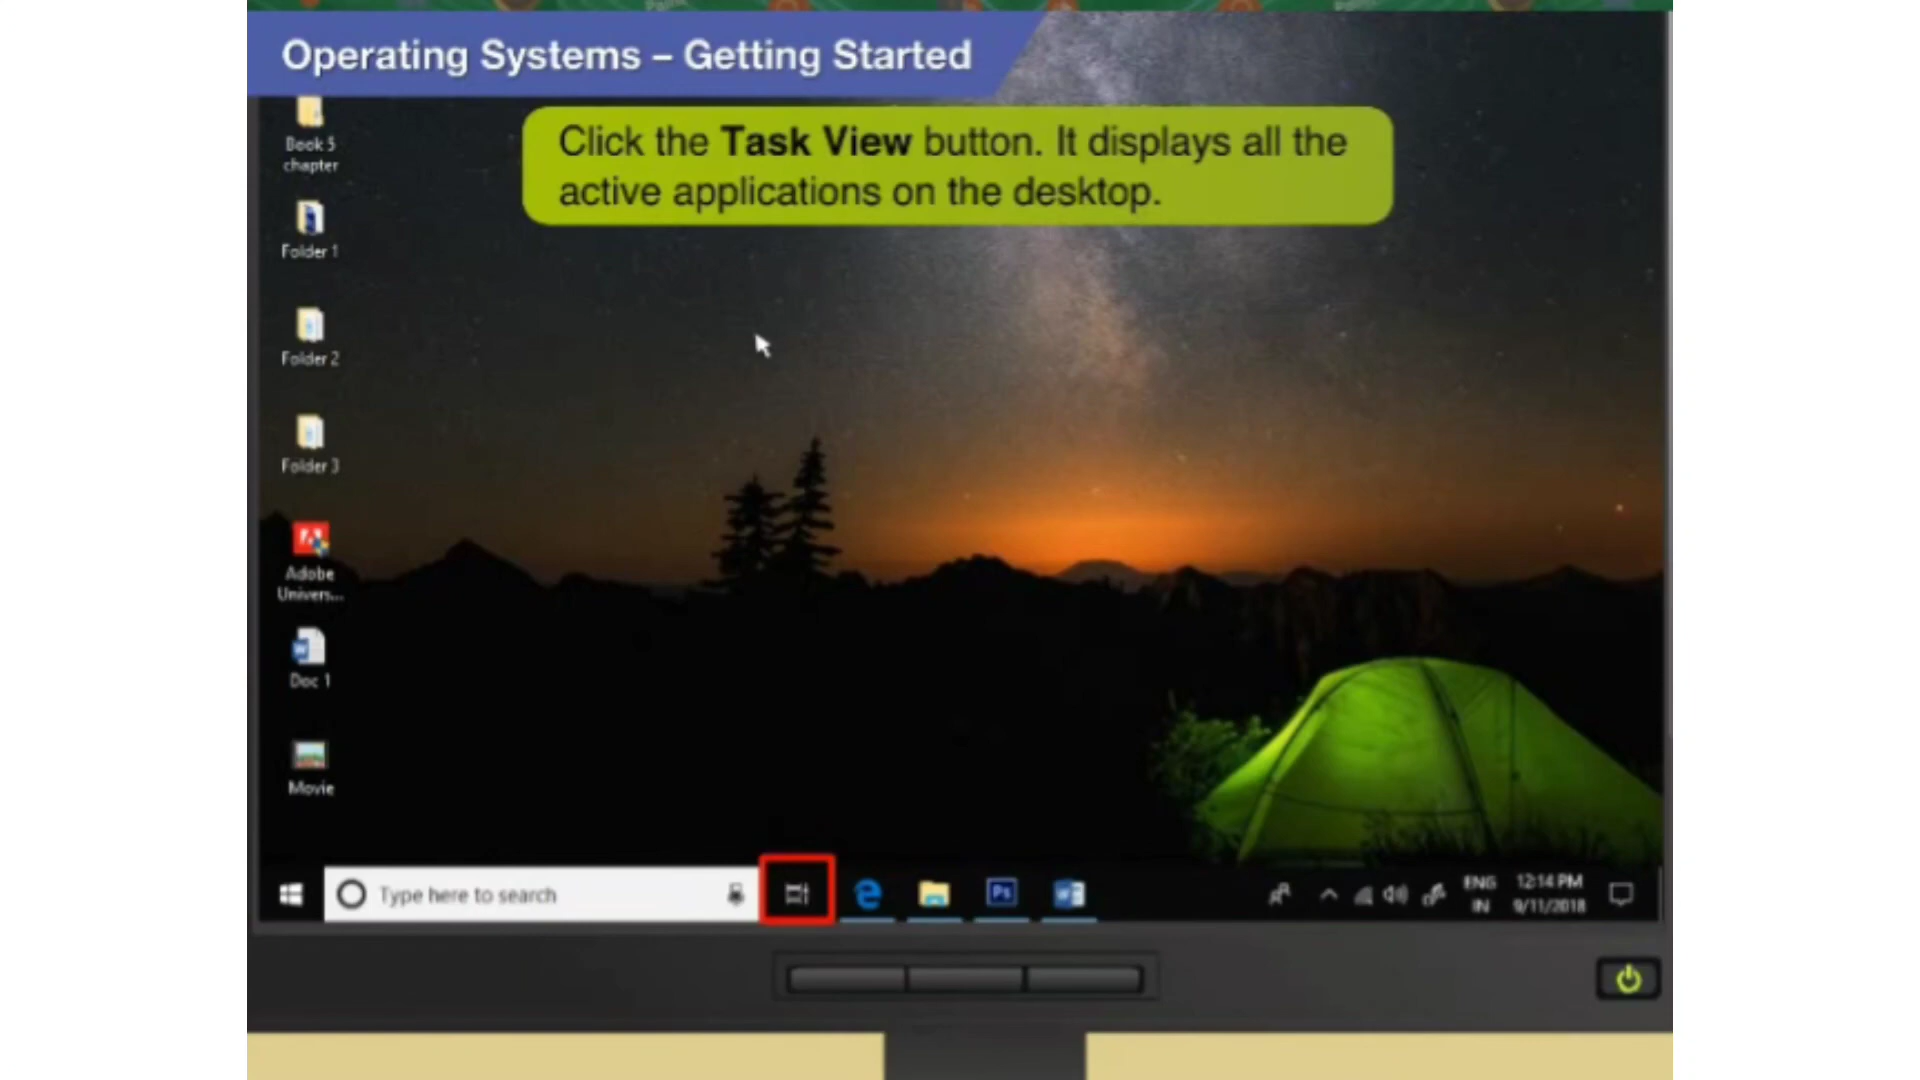 Operating Systems – Getting Started
Click the Task View button. It displays all the
active applications on the desktop.
Book 5
chapter
Folder 1
Folder 2
Folder 3
Adobe
Univers...
Doc 1
Movie
Type here to search
Ps
ENG
IN
12:14 PM
9/11/2018